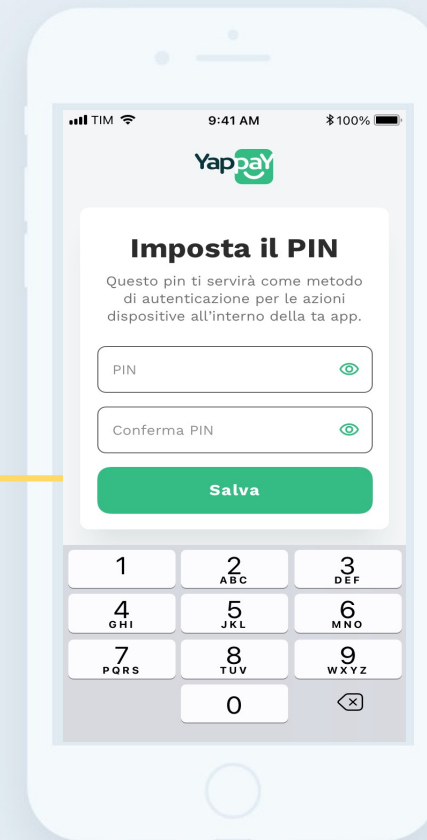 TIM 9:41 AM 100%
Yappay
Imposta il PIN
Questo pin ti servirà come metodo
di autenticazione per le azioni
dispositive all'interno della ta app.
PIN
Conferma PIN
Salva
1 2 3
ABC DEF
4 5 6
GHI JKL MNO
7 8 9
PQRS TUV WXYZ
0